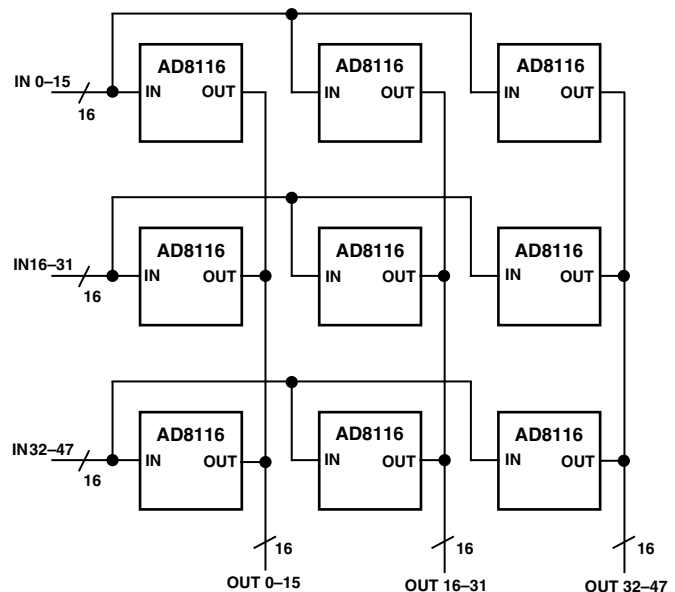 AD8116 AD8116 AD8116
IN 0–15
IN OUT IN OUT IN OUT
16
AD8116 AD8116 AD8116
IN16–31
IN OUT IN OUT IN OUT
16
AD8116 AD8116 AD8116
IN32–47
IN OUT IN OUT IN OUT
16
16 16 16
OUT 0–15 OUT 16–31 OUT 32–47